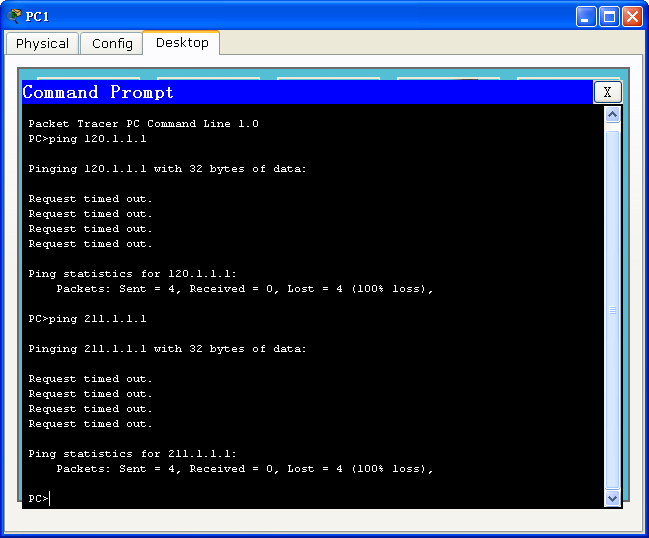 PC1
Physical Config Desktop
Command Prompt
X
Packet Tracer PC Command Line 1.0
PC>ping 120.1.1.1
Pinging 120.1.1.1 with 32 bytes of data:
Request timed out.
Request timed out.
Request timed out.
Request timed out.
Ping statistics for 120.1.1.1:
Packets: Sent = 4, Received = 0, Lost = 4 (100% loss),
PC>ping 211.1.1.1
Pinging 211.1.1.1 with 32 bytes of data:
Request timed out.
Request timed out.
Request timed out.
Request timed out.
Ping statistics for 211.1.1.1:
Packets: Sent = 4, Received = 0, Lost = 4 (100% loss),
PC>